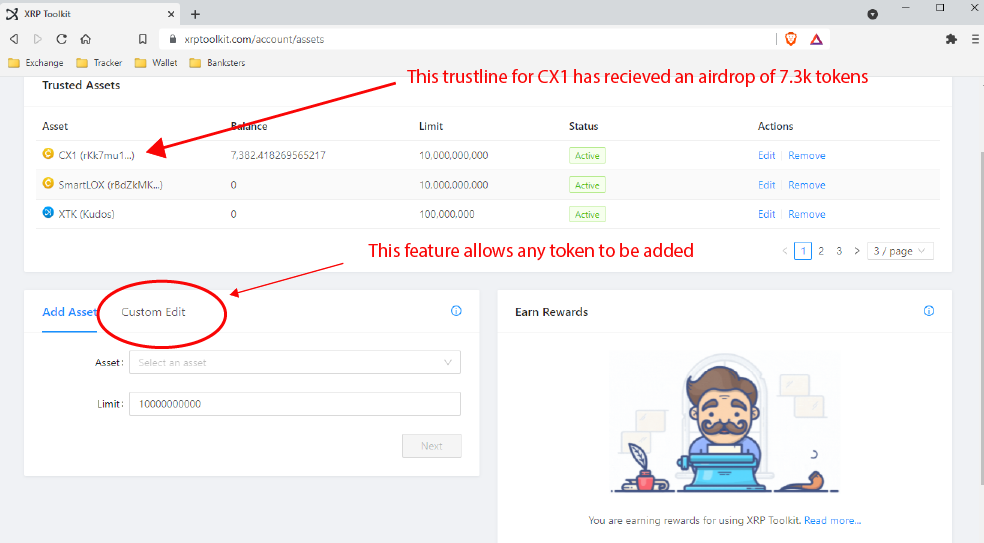 XRP Toolkit
xrptoolkit.com/account/assets
Exchange Tracker Wallet Banksters
This trustline for CX1 has recieved an airdrop of 7.3k tokens
Trusted Assets
Asset Balance Limit Status Actions
CX1 (rKk7mu1...) 7,382.418269565217 10,000,000,000 Active Edit Remove
SmartLOX (rBdZkMK...) 0 10,000,000,000 Active Edit Remove
XTK (Kudos) 0 100,000,000 Active Edit Remove
1 2 3 3 / page
This feature allows any token to be added
Add Asset Custom Edit
Asset: Select an asset
Limit: 10000000000
Next
Earn Rewards
You are earning rewards for using XRP Toolkit. Read more...